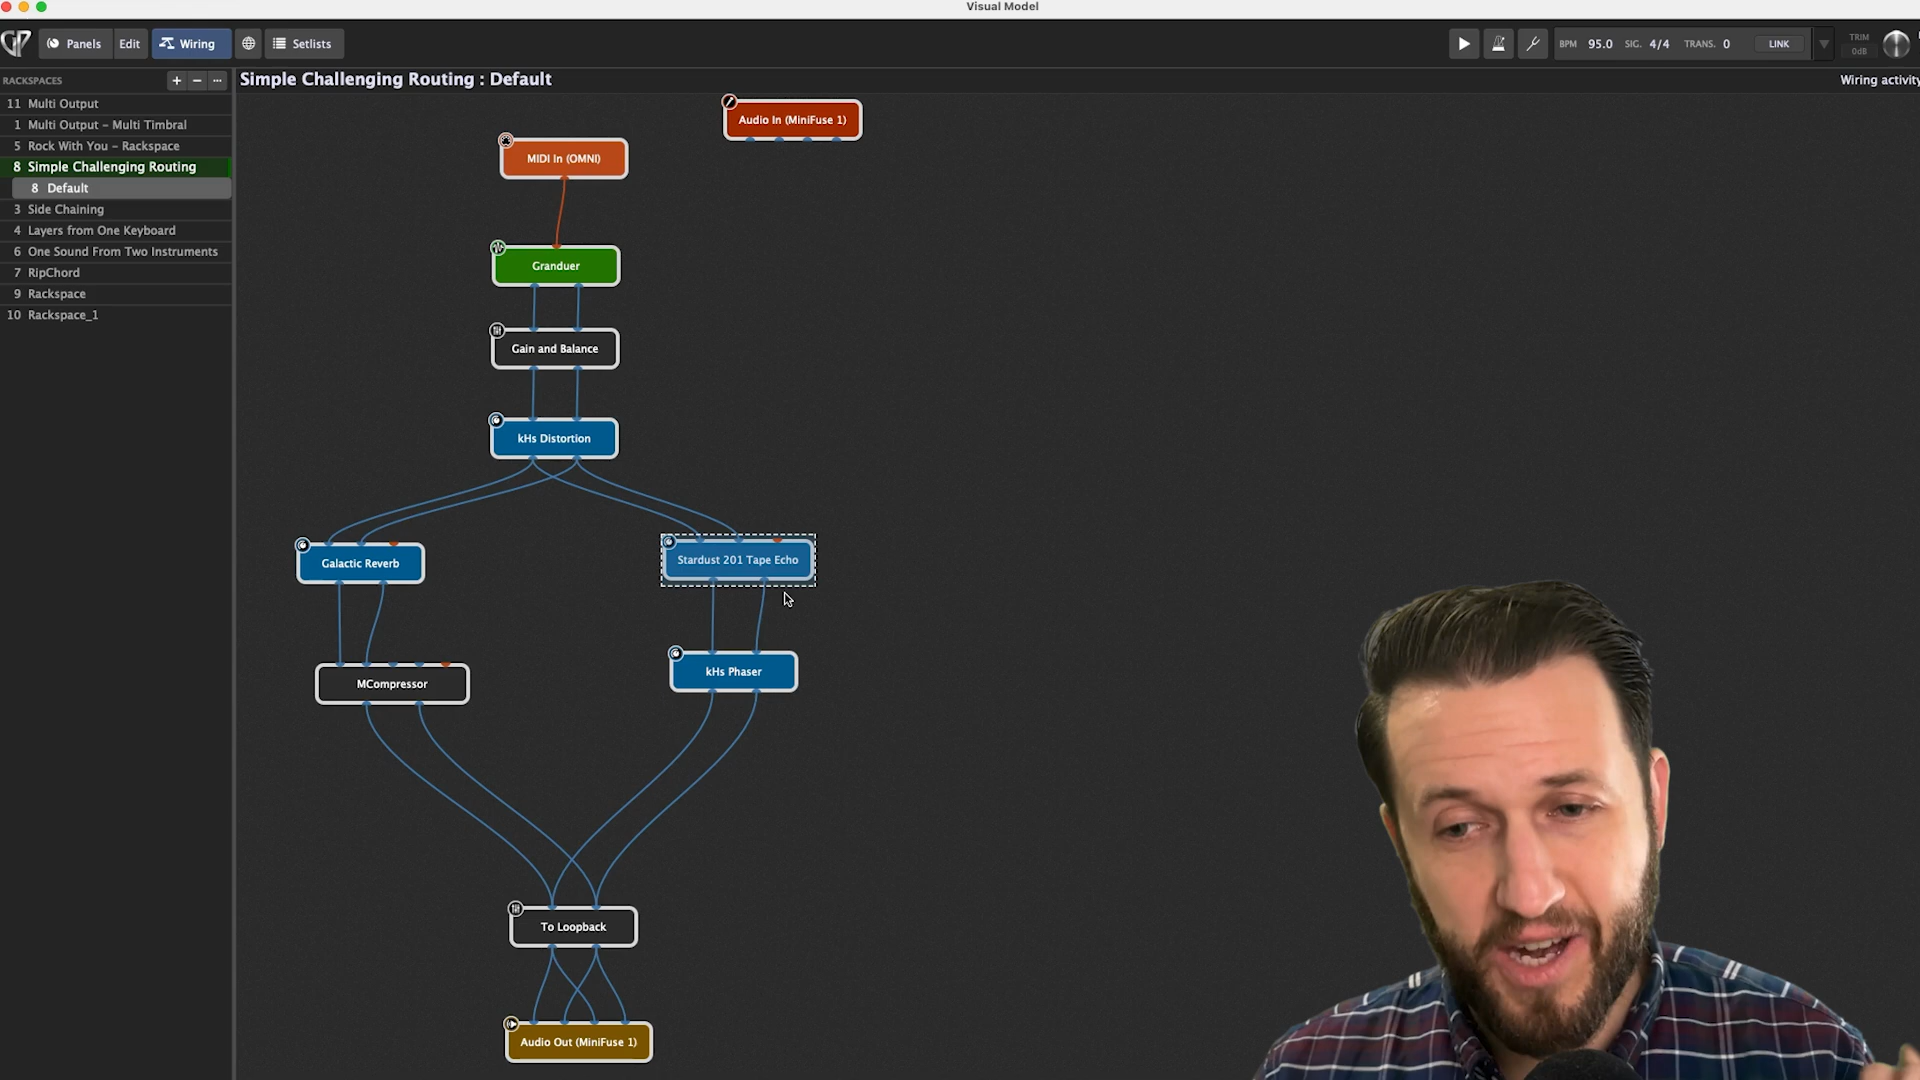 Visual Model
GP
Panels
Edit
Wiring
Setlists
BPM 95.0 SIG. 4/4 TRANS. 0
LINK
TRIM
0dB
RACKSPACES
+ − ...
Simple Challenging Routing : Default
Wiring activity
11 Multi Output
1 Multi Output - Multi Timbral
5 Rock With You - Rackspace
8 Simple Challenging Routing
8 Default
3 Side Chaining
4 Layers from One Keyboard
6 One Sound From Two Instruments
7 RipChord
9 Rackspace
10 Rackspace_1
Audio In (MiniFuse 1)
MIDI In (OMNI)
Granduer
Gain and Balance
kHs Distortion
Galactic Reverb
Stardust 201 Tape Echo
MCompressor
kHs Phaser
To Loopback
Audio Out (MiniFuse 1)